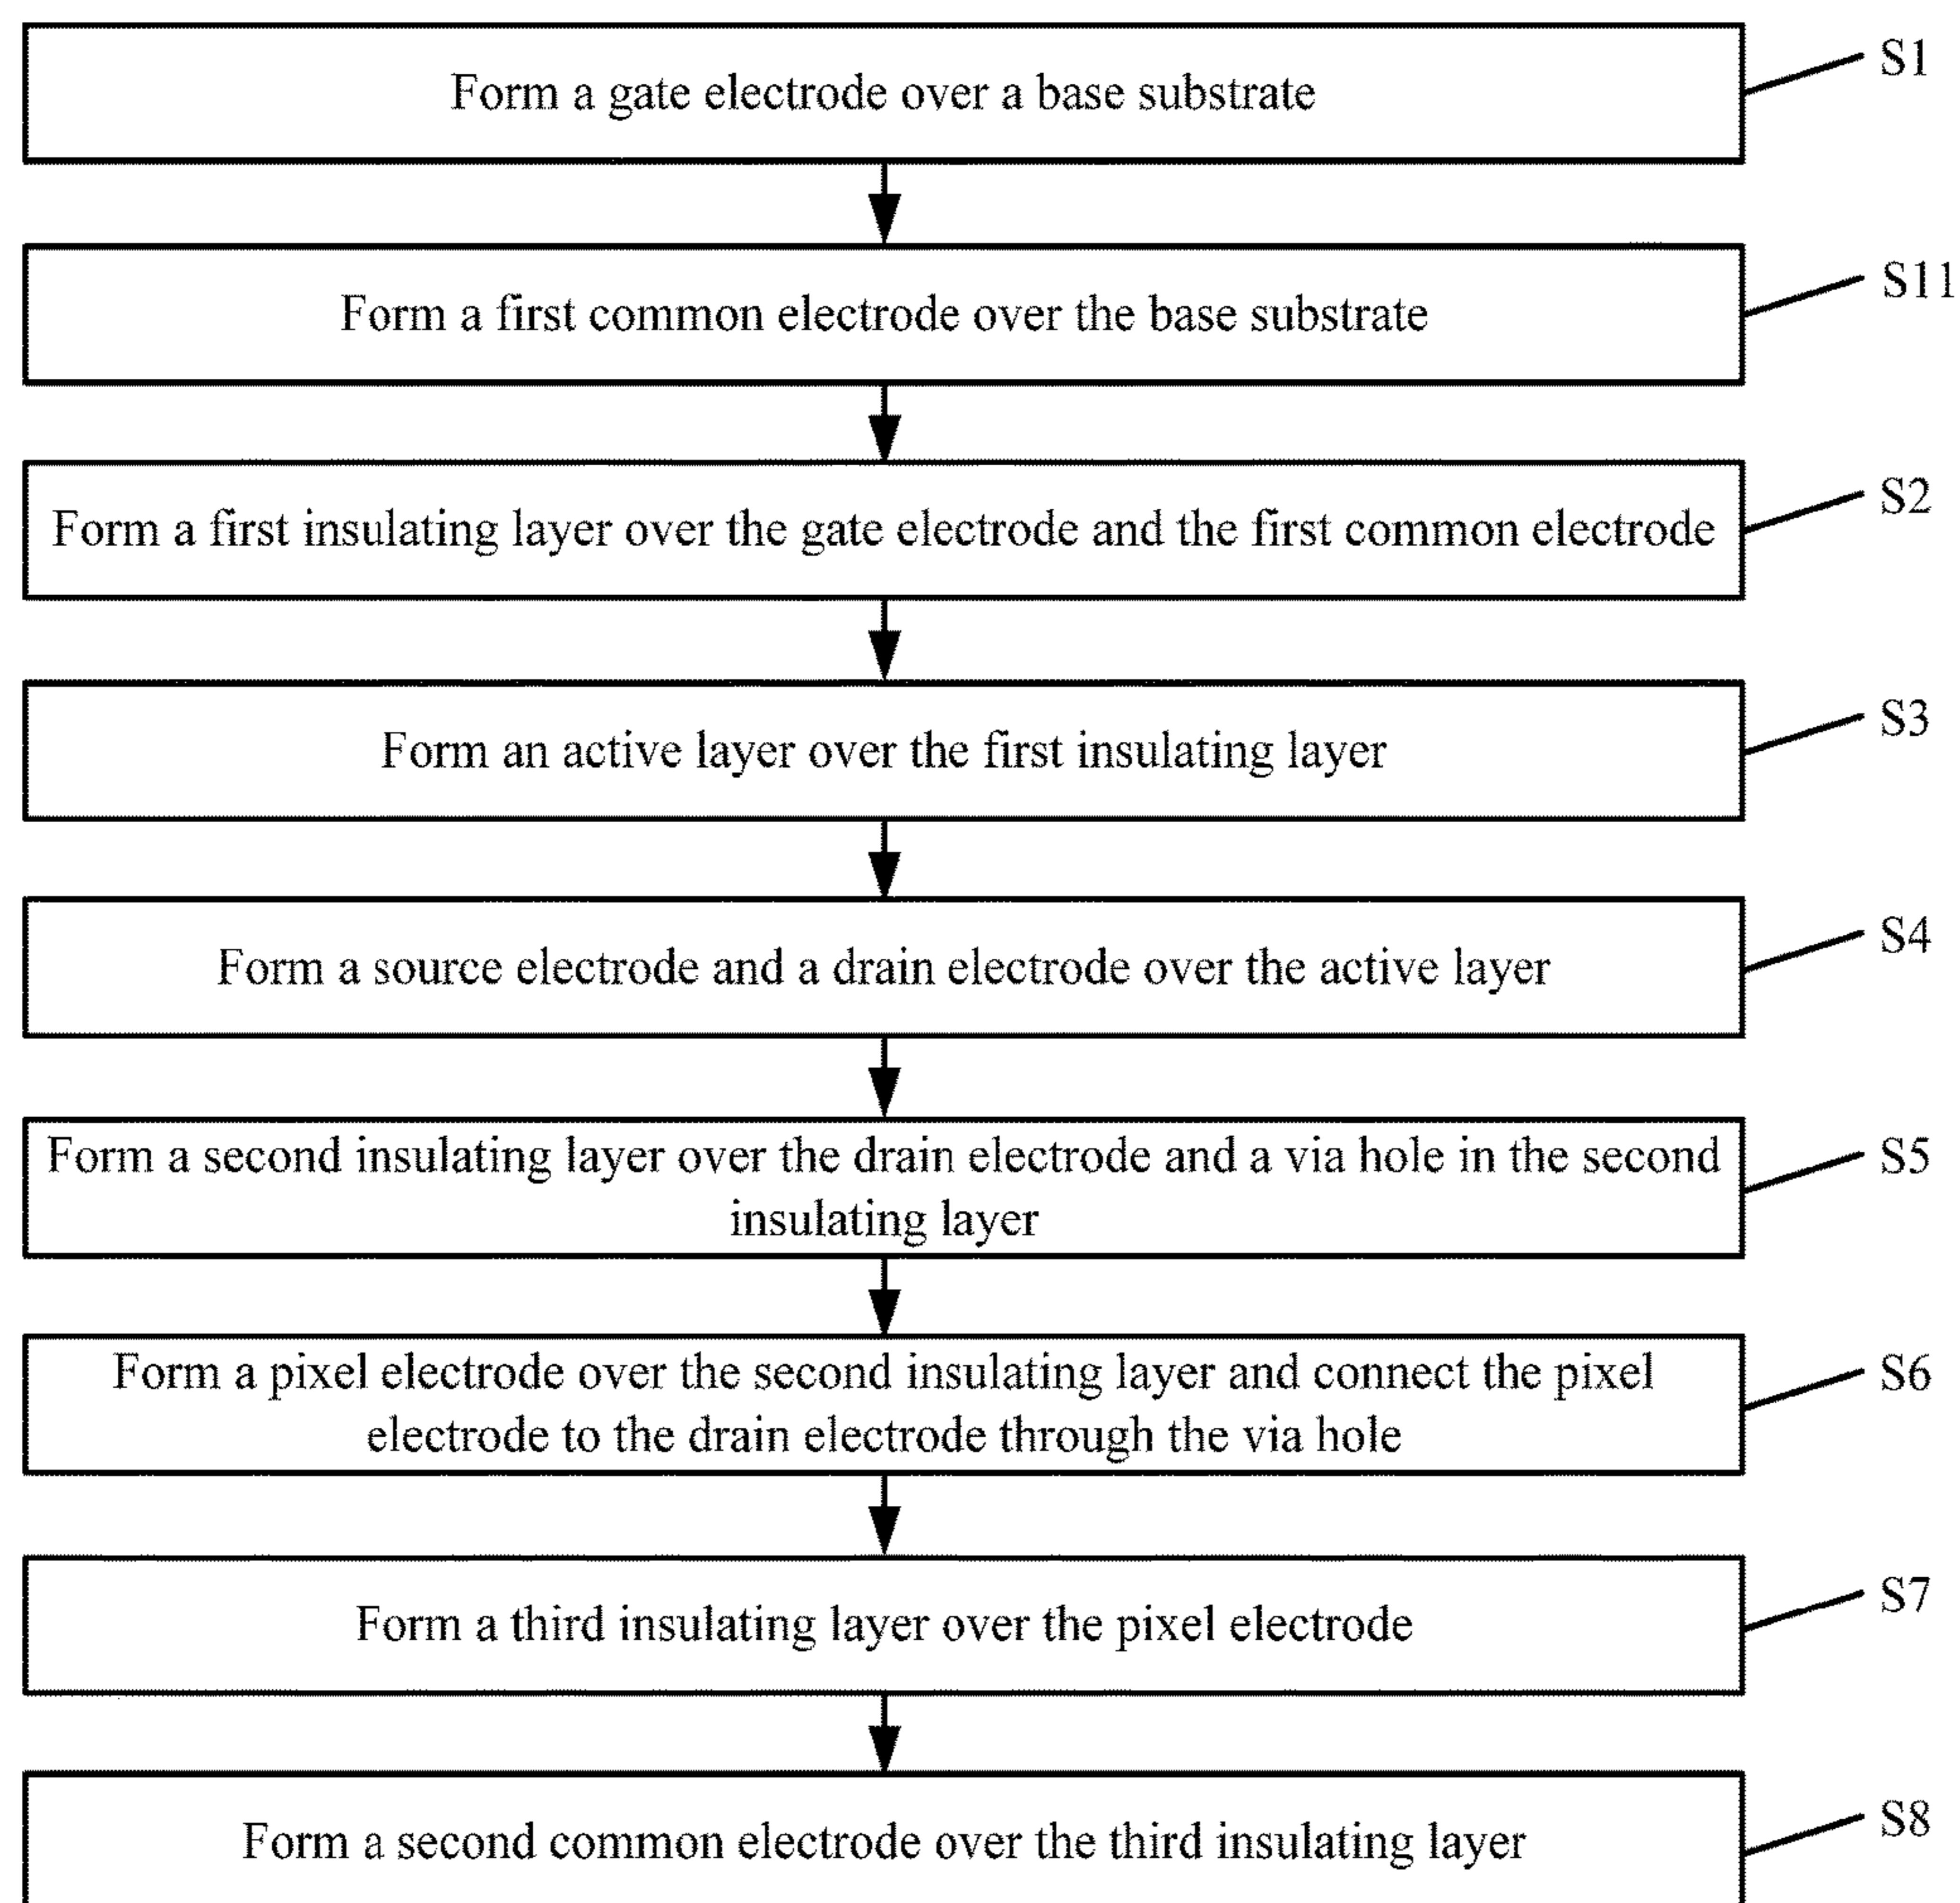 Form a gate electrode over a base substrate
S1
Form a first common electrode over the base substrate
S11
Form a first insulating layer over the gate electrode and the first common electrode
S2
Form an active layer over the first insulating layer
S3
Form a source electrode and a drain electrode over the active layer
S4
Form a second insulating layer over the drain electrode and a via hole in the second
insulating layer
S5
Form a pixel electrode over the second insulating layer and connect the pixel
electrode to the drain electrode through the via hole
S6
Form a third insulating layer over the pixel electrode
S7
Form a second common electrode over the third insulating layer
S8